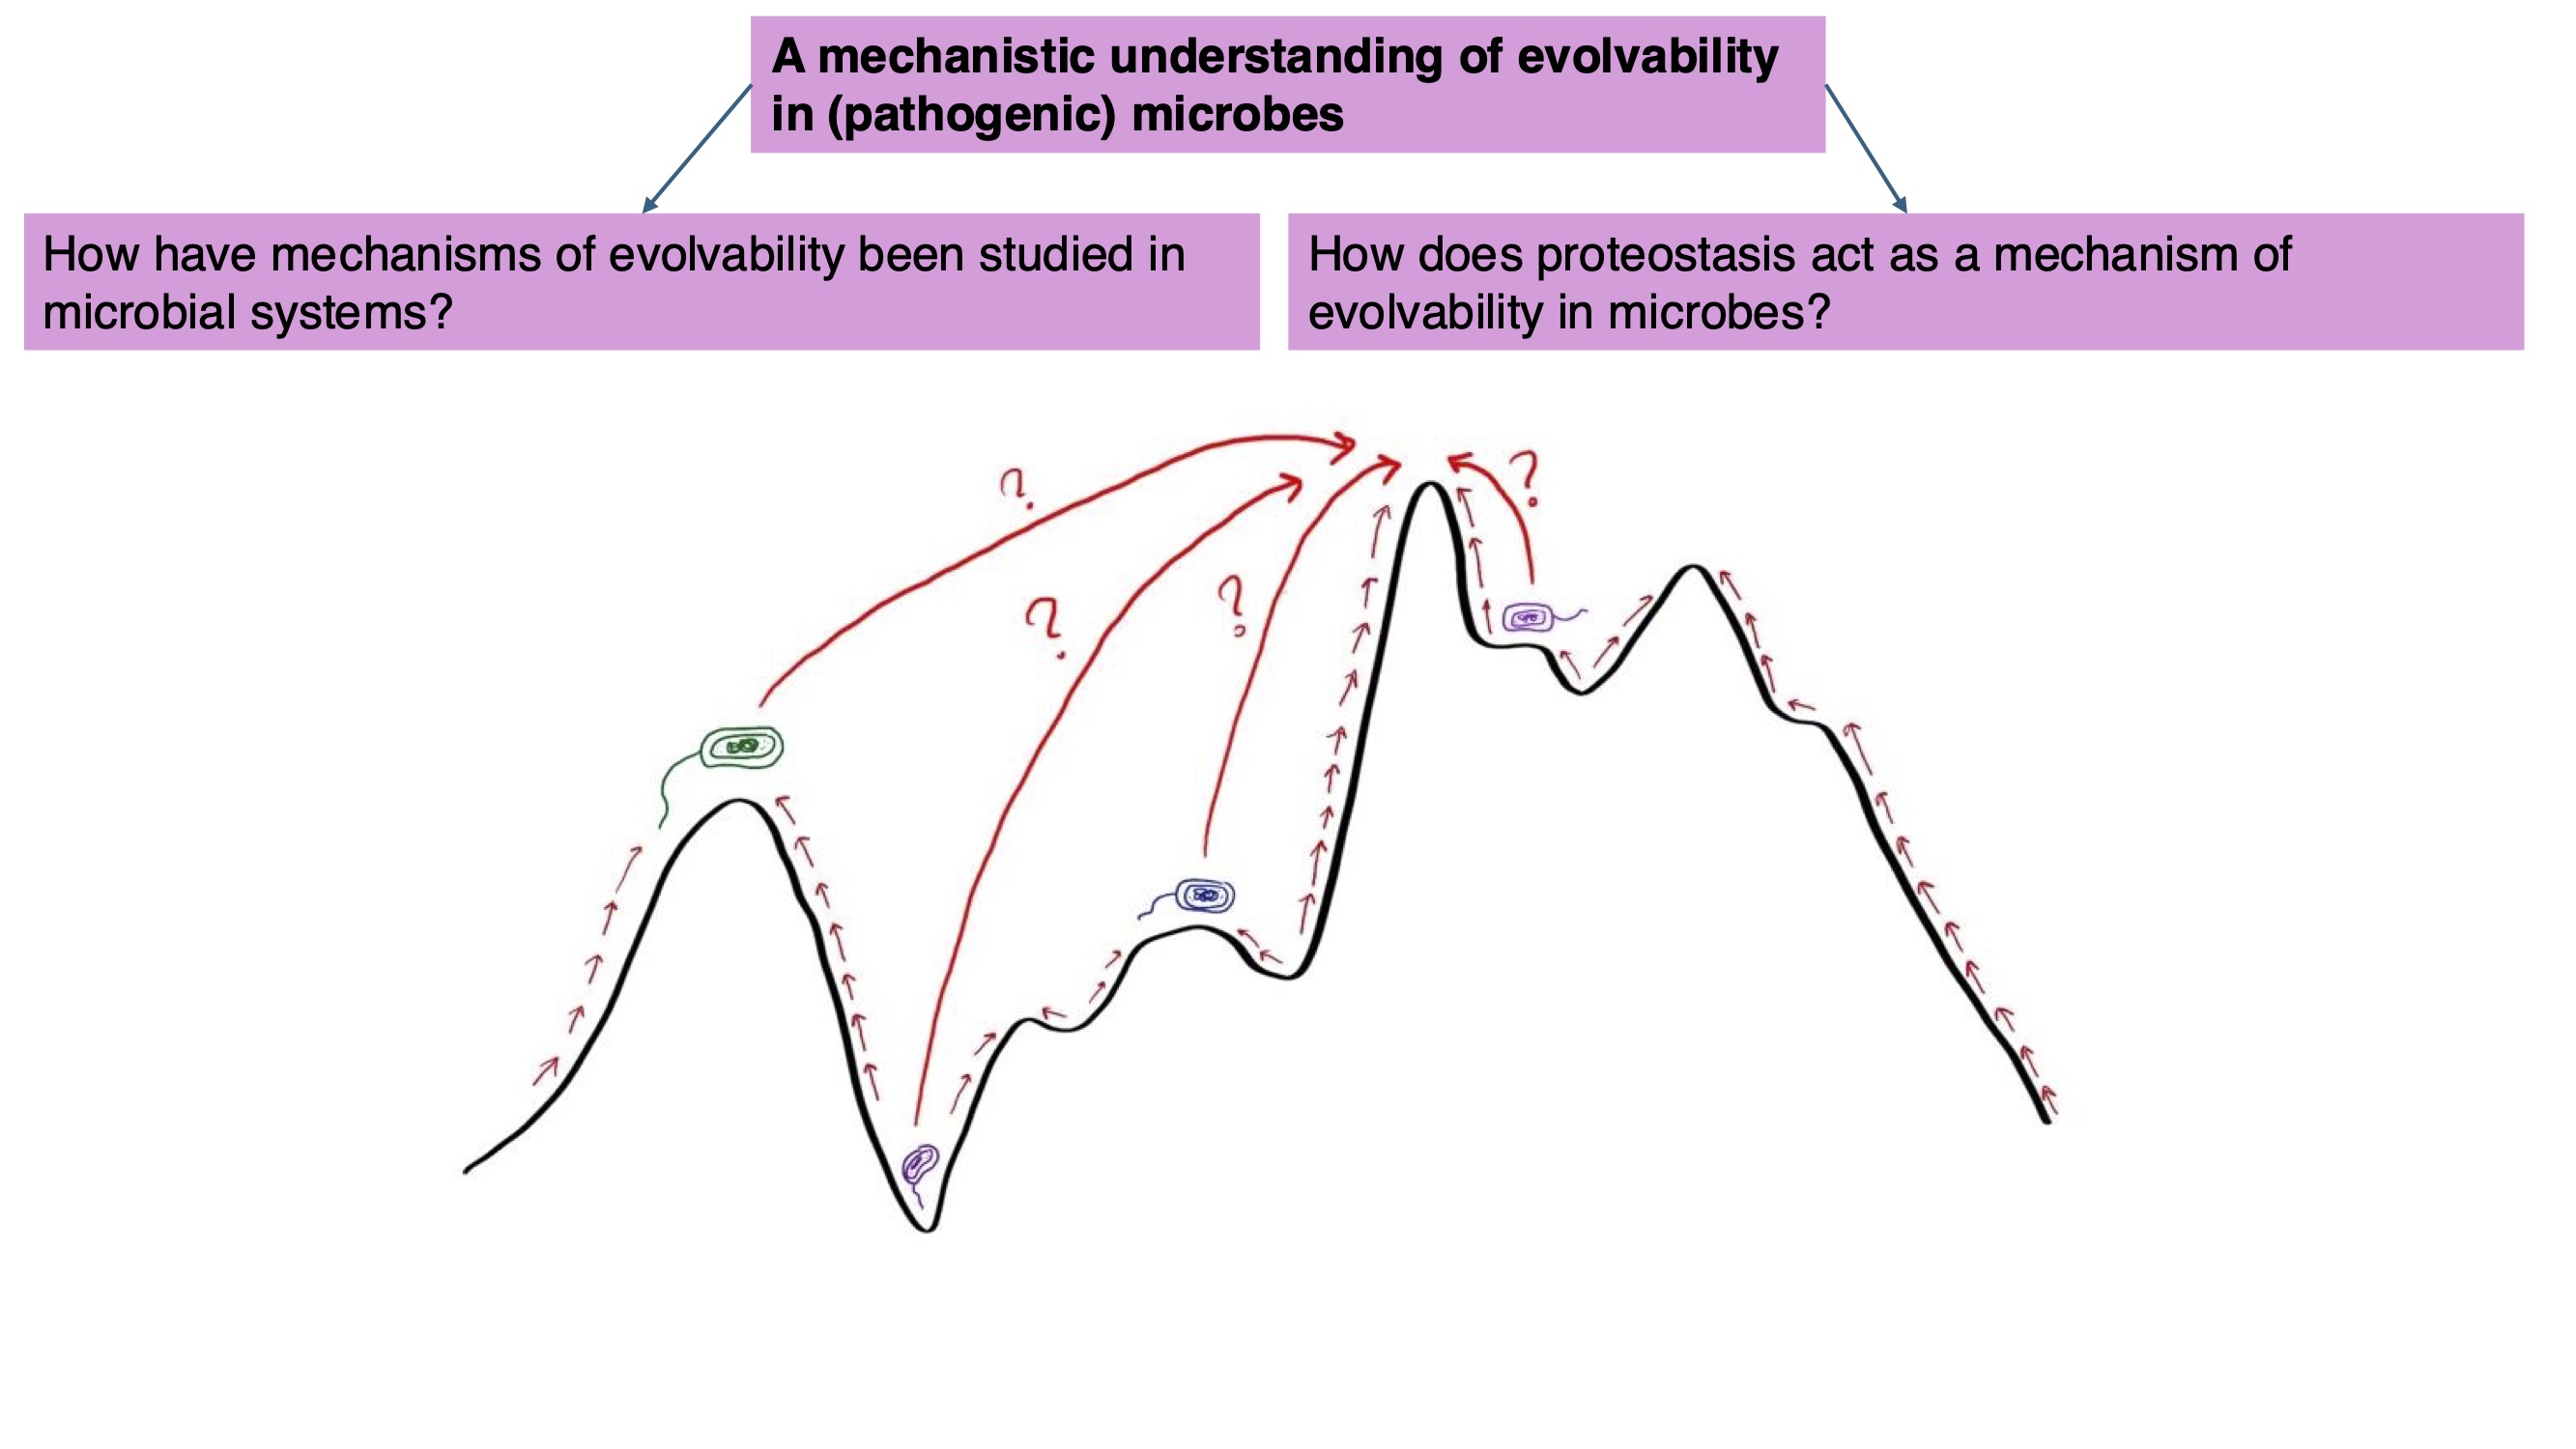 A mechanistic understanding of evolvability
in (pathogenic) microbes
How have mechanisms of evolvability been studied in
microbial systems?
How does proteostasis act as a mechanism of
evolvability in microbes?
?
?
?
?